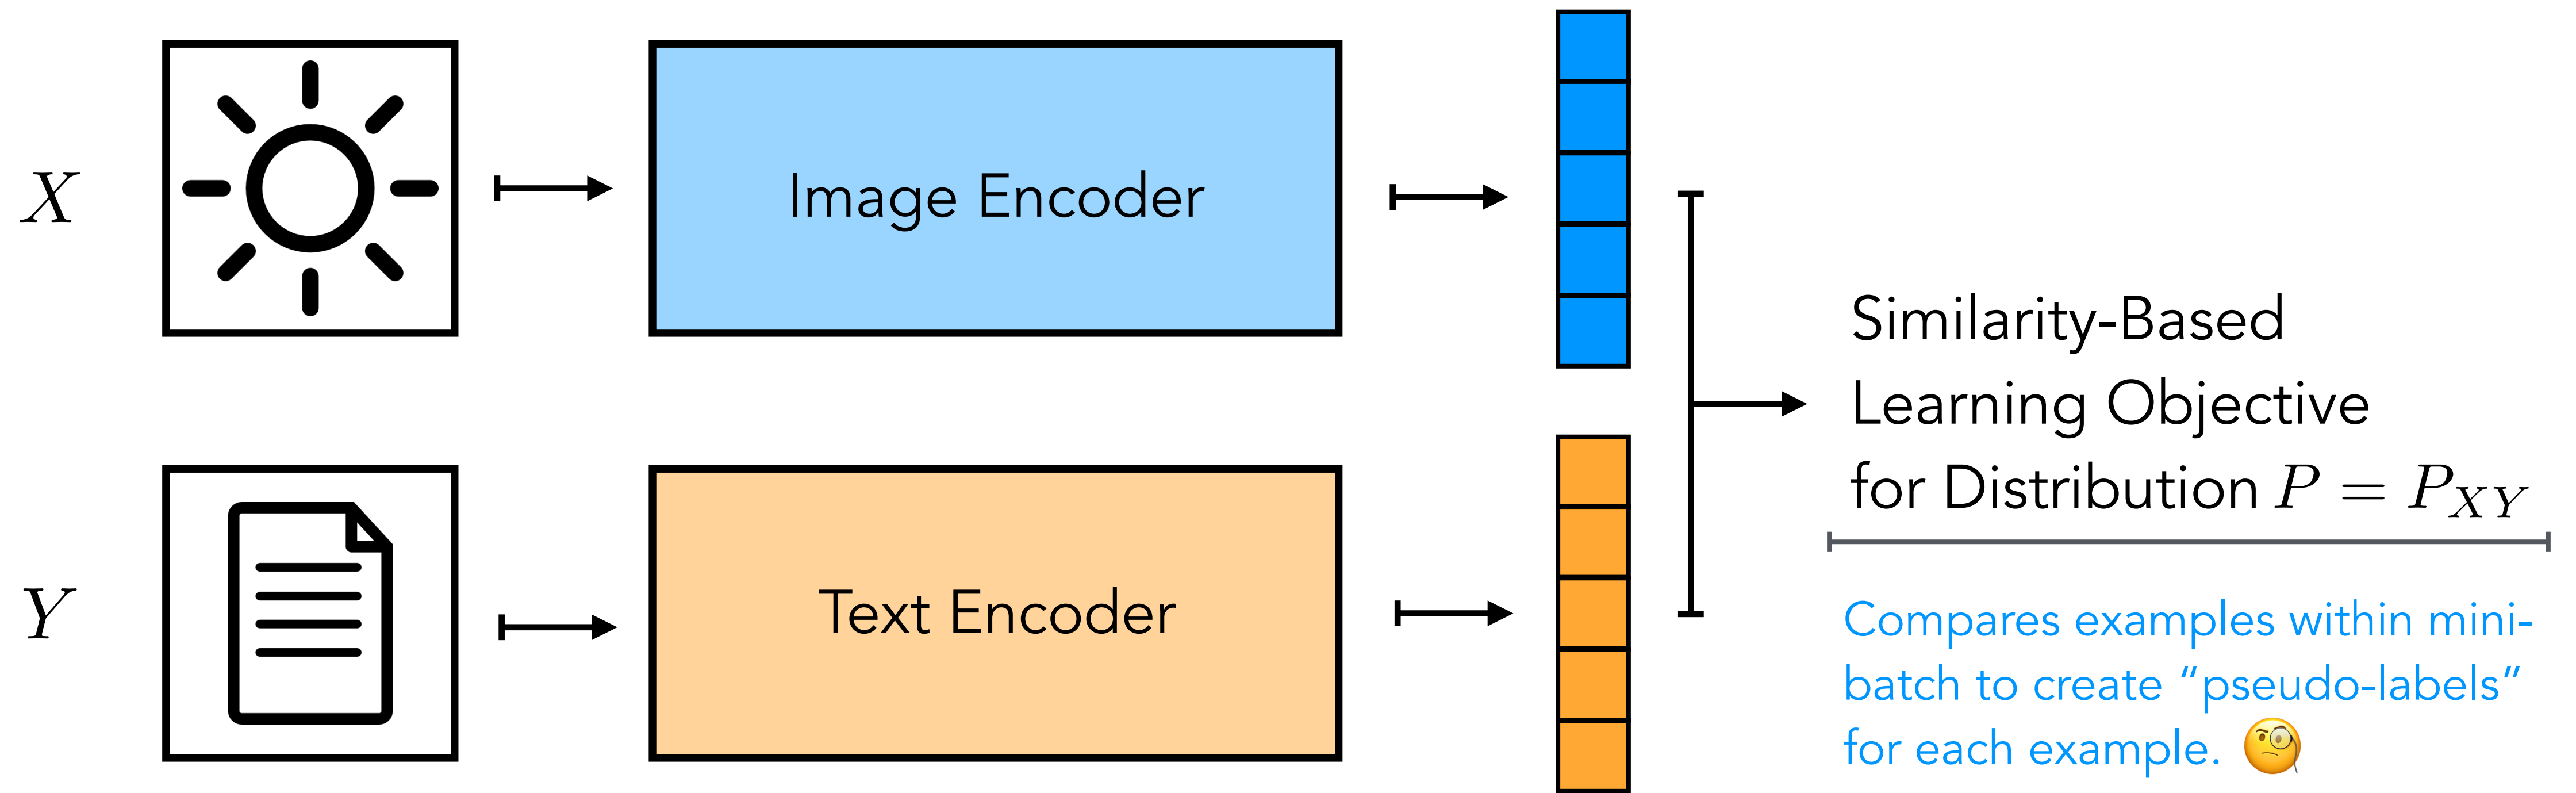 X
Image Encoder
Similarity-Based
Learning Objective
for Distribution P = P_{XY}
Y
Text Encoder
Compares examples within mini-
batch to create “pseudo-labels”
for each example. 🧐